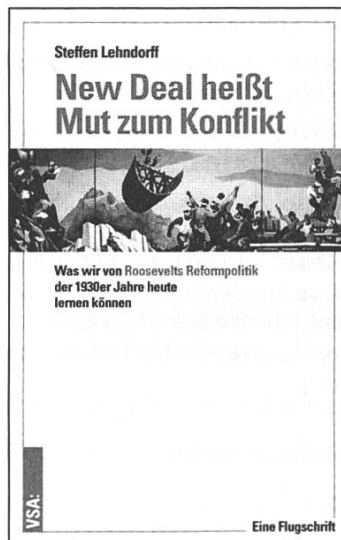 Steffen Lehndorff
New Deal heißt
Mut zum Konflikt
Was wir von Roosevelts Reformpolitik
der 1930er Jahre heute
lernen können
VSA:
Eine Flugschrift